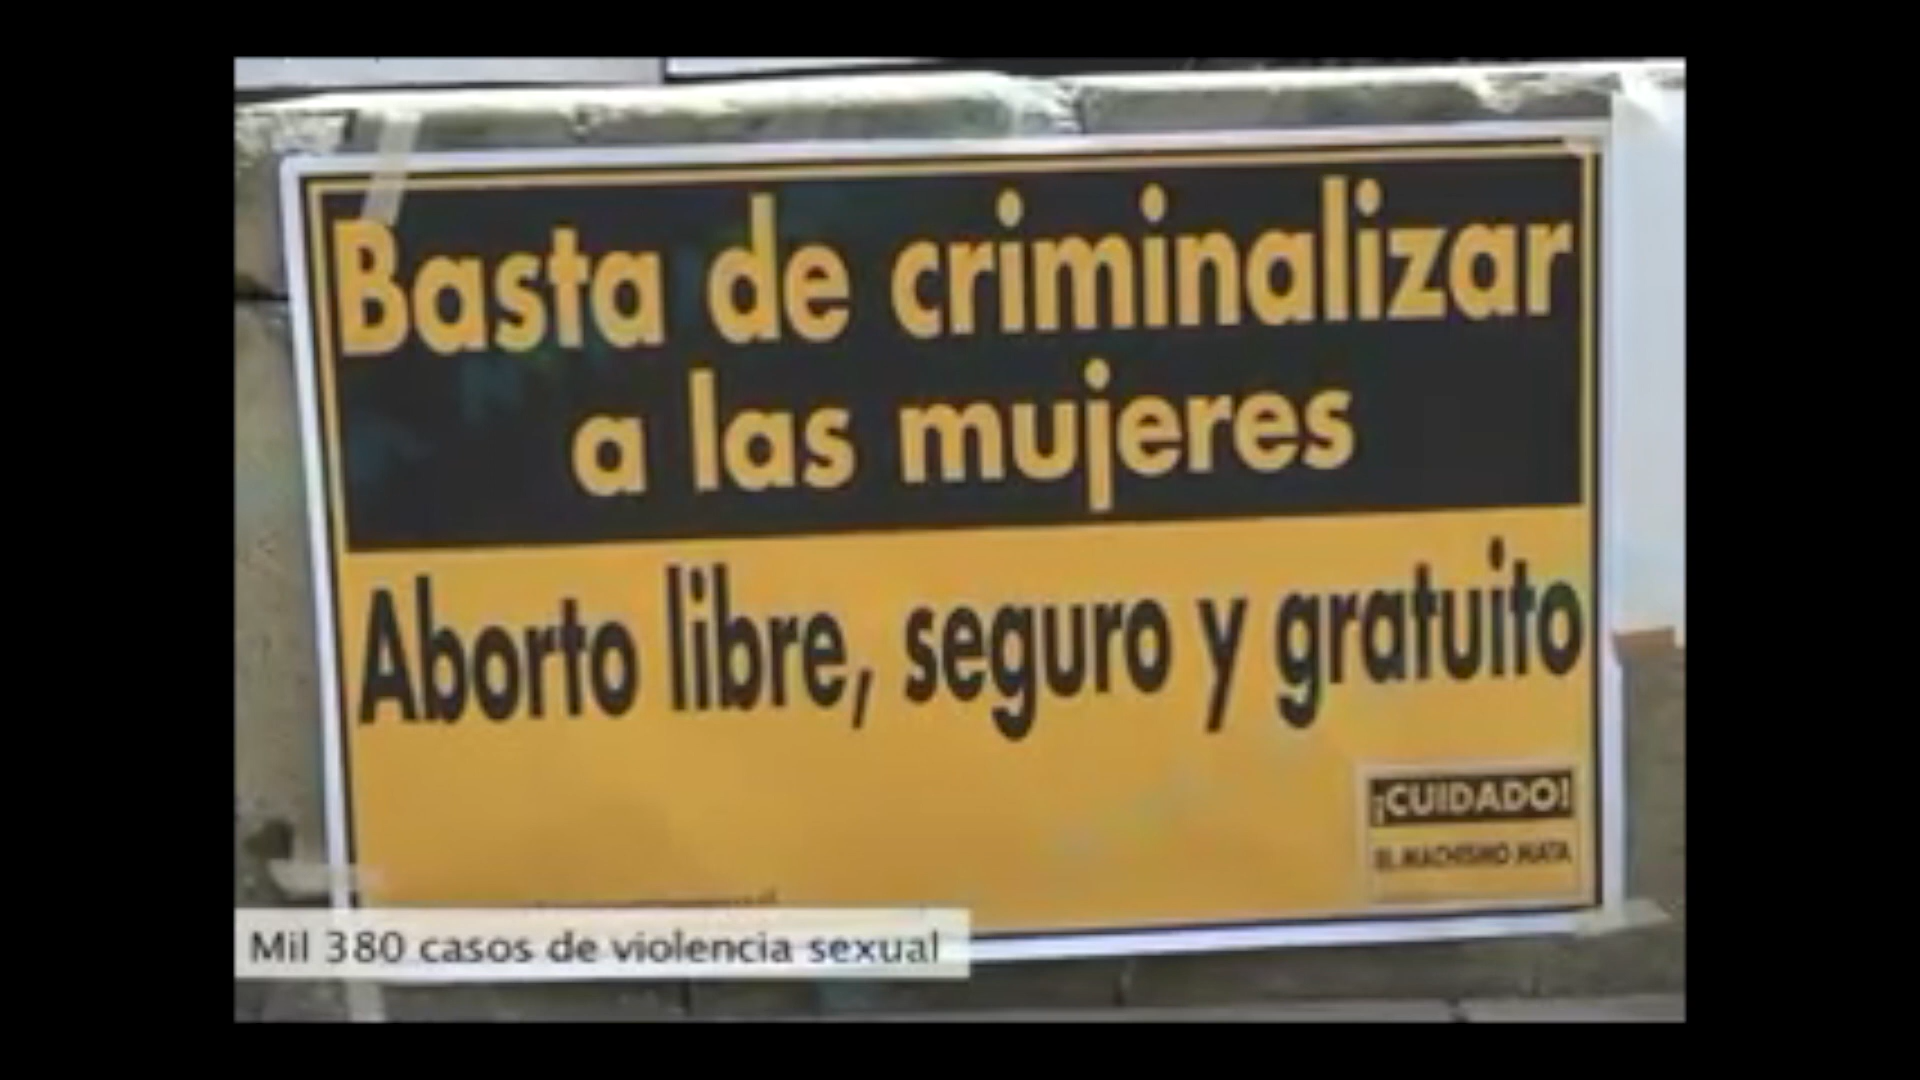 Basta de criminalizar
a las mujeres
Aborto libre, seguro y gratuito
¡CUIDADO!
EL MACHISMO MATA
Mil 380 casos de violencia sexual